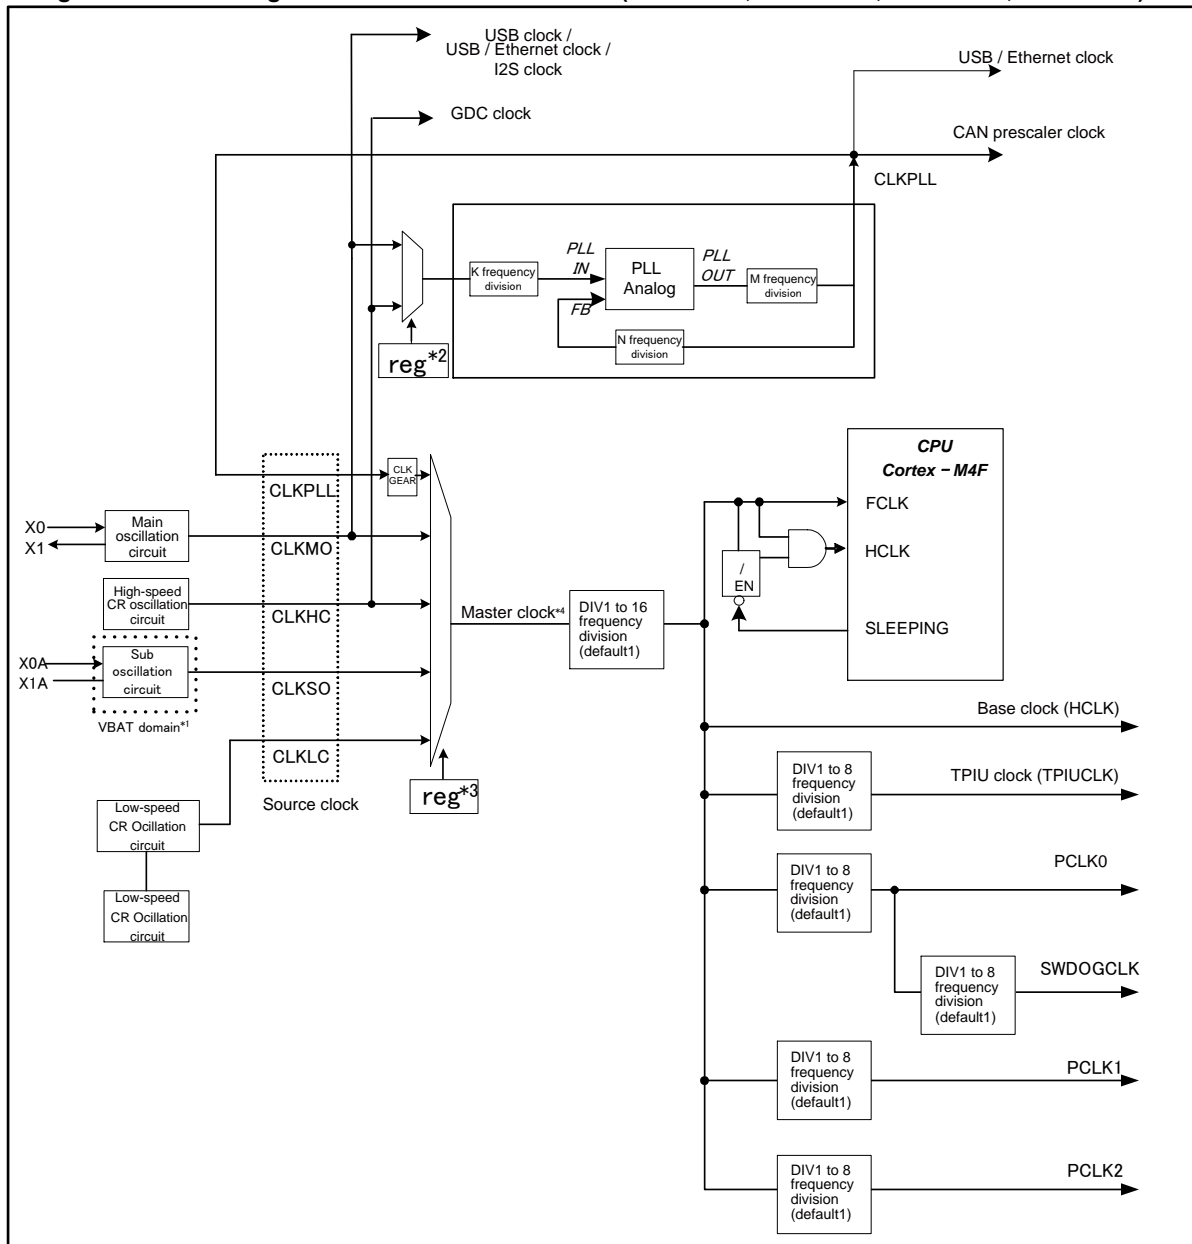 USB clock /
USB / Ethernet clock /
I2S clock
USB / Ethernet clock
GDC clock
CAN prescaler clock
CLKPLL
PLL
IN
PLL
Analog
PLL
OUT
K frequency
division
M frequency
division
FB
N frequency
division
reg*2
CPU
Cortex - M4F
CLK
GEAR
CLKPLL
FCLK
X0
X1
Main
oscillation
circuit
CLKMO
HCLK
/
EN
High-speed
CR oscillation
circuit
CLKHC
Master clock*4
DIV1 to 16
frequency
division
(default1)
SLEEPING
X0A
X1A
Sub
oscillation
circuit
CLKSO
VBAT domain*1
Base clock (HCLK)
CLKLC
reg*3
Source clock
DIV1 to 8
frequency
division
(default1)
TPIU clock (TPIUCLK)
Low-speed
CR Ocillation
circuit
DIV1 to 8
frequency
division
(default1)
PCLK0
Low-speed
CR Ocillation
circuit
DIV1 to 8
frequency
division
(default1)
SWDOGCLK
DIV1 to 8
frequency
division
(default1)
PCLK1
DIV1 to 8
frequency
division
(default1)
PCLK2